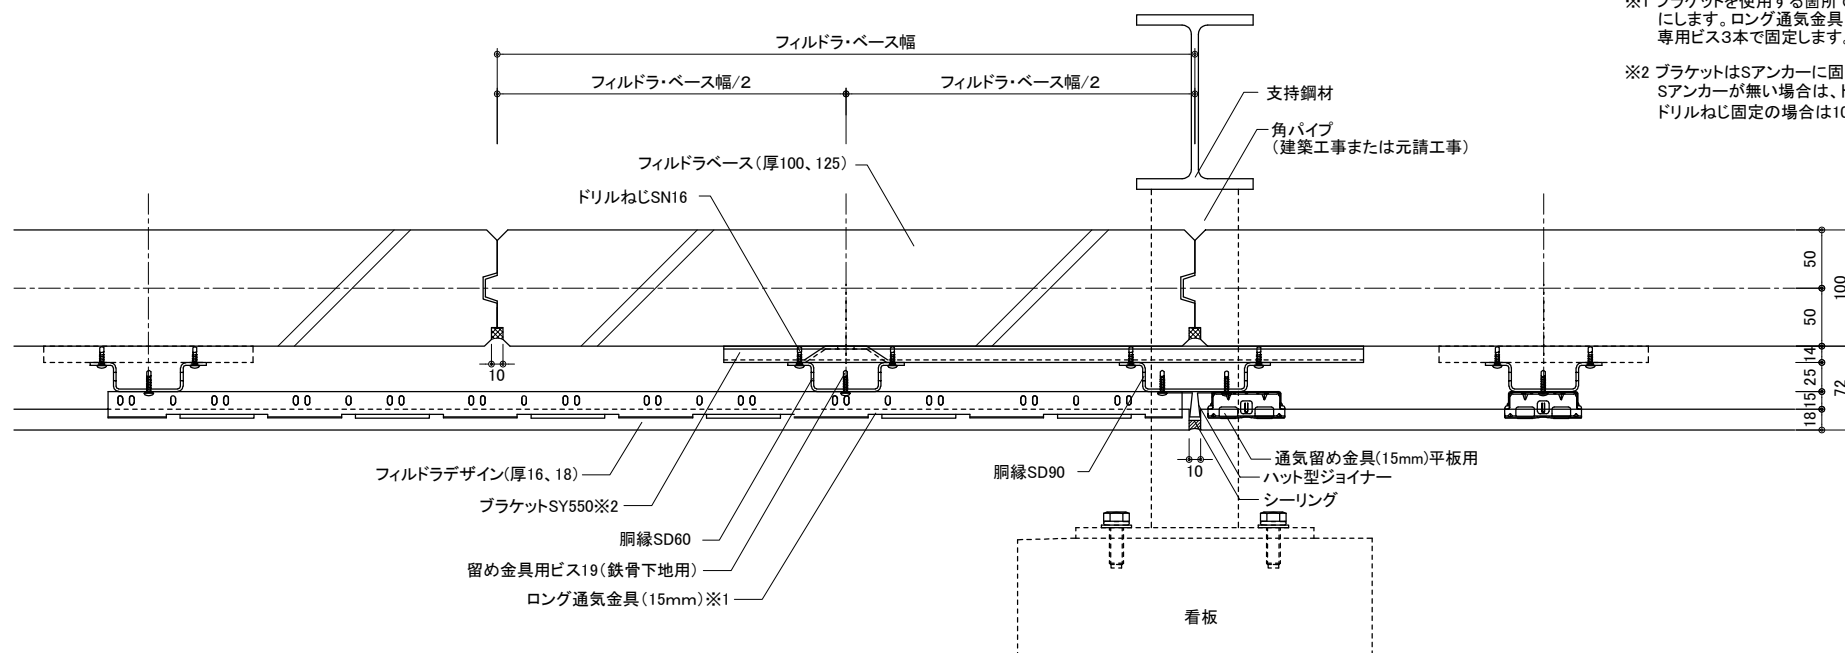 ※1 ブラケットを使用する箇所
にします。ロング通気金具
専用ビス3本で固定します。
※2 ブラケットはSアンカーに固
Sアンカーが無い場合は、
ドリルねじ固定の場合は10
フィルドラ・ベース幅
フィルドラ・ベース幅/2
フィルドラ・ベース幅/2
支持鋼材
角パイプ
(建築工事または元請工事)
フィルドラベース(厚100、125)
ドリルねじSN16
50
100
50
14
25
15
18
72
10
10
フィルドラデザイン(厚16、18)
ブラケットSY550※2
胴縁SD60
留め金具用ビス19(鉄骨下地用)
ロング通気金具(15mm)※1
胴縁SD90
通気留め金具(15mm)平板用
ハット型ジョイナー
シーリング
看板